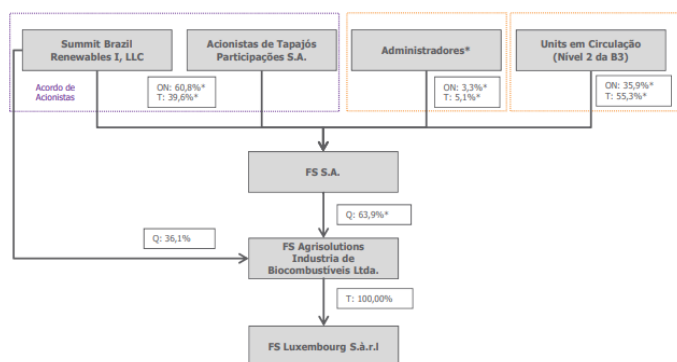 Summit Brazil
Renewables I, LLC
Acionistas de Tapajós
Participações S.A.
Administradores*
Units em Circulação
(Nível 2 da B3)
Acordo de
Acionistas
ON: 60,8%*
T: 39,6%*
ON: 3,3%*
T: 5,1%*
ON: 35,9%*
T: 55,3%*
FS S.A.
Q: 63,9%*
Q: 36,1%
FS Agrisolutions
Industria de
Biocombustíveis Ltda.
T: 100,00%
FS Luxembourg S.à.r.l